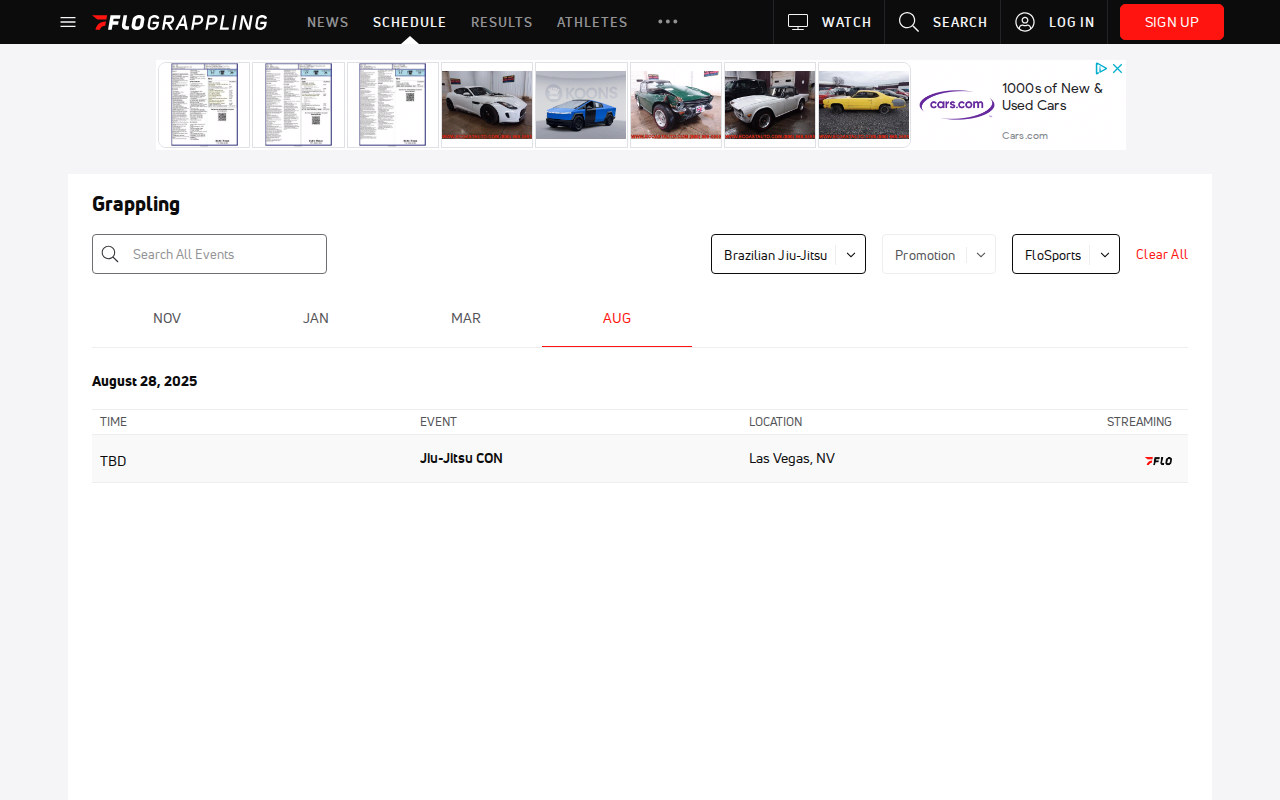 FLOGRAPPLING NEWS SCHEDULE RESULTS ATHLETES ••• WATCH SEARCH LOG IN SIGN UP
KOONS
cars.com
1000s of New &
Used Cars
Cars.com
Grappling
Search All Events Brazilian Jiu-Jitsu Promotion FloSports Clear All
NOV JAN MAR AUG
August 28, 2025
TIME EVENT LOCATION STREAMING
TBD Jiu-Jitsu CON Las Vegas, NV FLO